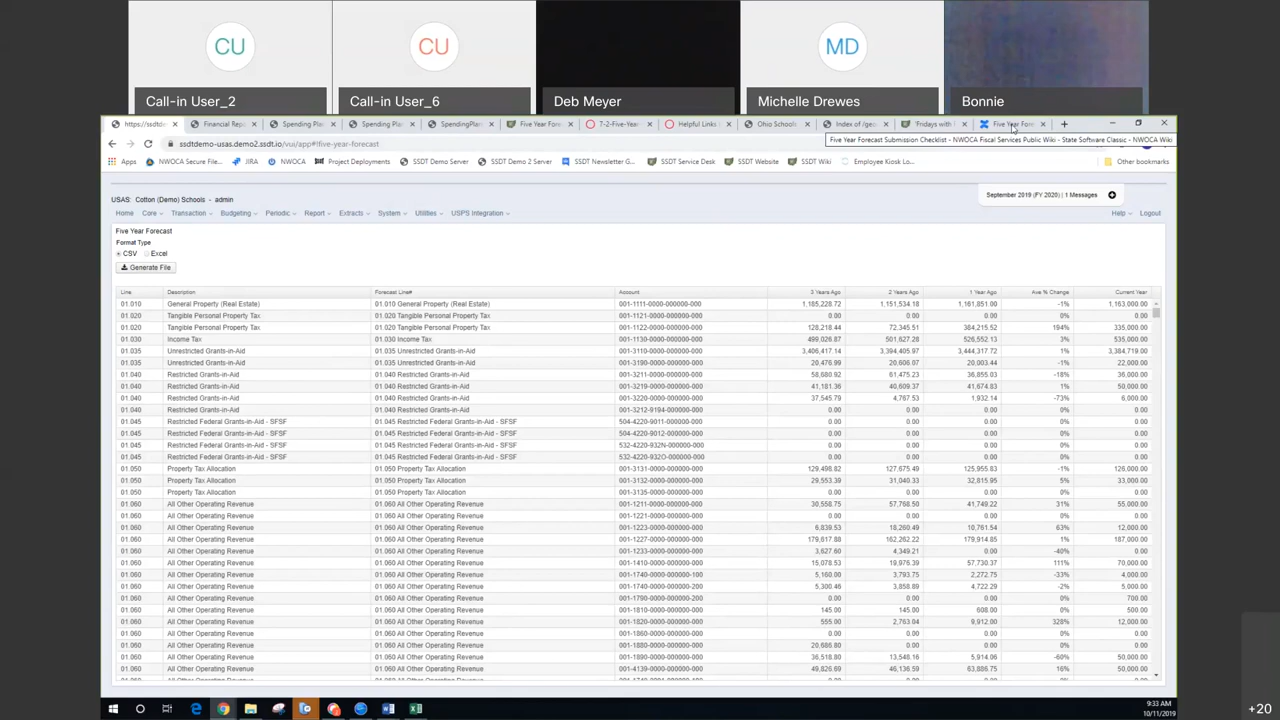 CU
CU
MD
Call-in User_2
Call-in User_6
Deb Meyer
Michelle Drewes
Bonnie
https://ssdtde
Financial Repo
Spending Pla
Spending Plan
SpendingPla
Five Year Fore
7-2-Five-Year
Helpful Links
Ohio Schools
Index of /geo
'Fridays with
Five Year Fore
ssdtdemo-usas.demo2.ssdt.io/vui/app#!five-year-forecast
Five Year Forecast Submission Checklist - NWOCA Fiscal Services Public Wiki - State Software Classic - NWOCA Wiki
Apps NWOCA Secure File JIRA Project Deployments SSDT Demo Server SSDT Demo 2 Server SSDT Newsletter G... SSDT Service Desk SSDT Website SSDT Wiki Employee Kiosk Lo... Other bookmarks
USAS: Cotton (Demo) Schools - admin
September 2019 (FY 2020) | 1 Messages
Home Core Transaction Budgeting Periodic Report Extracts System Utilities USPS Integration Help Logout
Five Year Forecast
Format Type
CSV Excel
Generate File
Line Description Forecast Line# Account 3 Years Ago 2 Years Ago 1 Year Ago Ave % Change Current Year
01.010 General Property (Real Estate) 01.010 General Property (Real Estate) 001-1111-0000-000000-000 1,185,228.72 1,151,534.18 1,161,851.00 -1% 1,163,000.00
01.020 Tangible Personal Property Tax 01.020 Tangible Personal Property Tax 001-1121-0000-000000-000 0.00 0.00 0.00 0% 0.00
01.020 Tangible Personal Property Tax 01.020 Tangible Personal Property Tax 001-1122-0000-000000-000 128,218.44 72,345.51 384,215.52 194% 335,000.00
01.030 Income Tax 01.030 Income Tax 001-1130-0000-000000-000 499,026.87 501,627.28 526,552.13 3% 535,000.00
01.035 Unrestricted Grants-in-Aid 01.035 Unrestricted Grants-in-Aid 001-3110-0000-000000-000 3,406,417.14 3,394,405.97 3,444,317.72 1% 3,384,719.00
01.035 Unrestricted Grants-in-Aid 01.035 Unrestricted Grants-in-Aid 001-3190-0000-000000-000 20,476.99 20,606.07 20,003.44 -1% 22,000.00
01.040 Restricted Grants-in-Aid 01.040 Restricted Grants-in-Aid 001-3211-0000-000000-000 58,680.92 61,475.23 36,855.03 -18% 36,000.00
01.040 Restricted Grants-in-Aid 01.040 Restricted Grants-in-Aid 001-3219-0000-000000-000 41,181.36 40,609.37 41,674.83 1% 50,000.00
01.040 Restricted Grants-in-Aid 01.040 Restricted Grants-in-Aid 001-3220-0000-000000-000 37,545.79 4,767.53 1,932.14 -73% 6,000.00
01.040 Restricted Grants-in-Aid 01.040 Restricted Grants-in-Aid 001-3212-9194-000000-000 0.00 0.00 0.00 0% 0.00
01.045 Restricted Federal Grants-in-Aid - SFSF 01.045 Restricted Federal Grants-in-Aid - SFSF 504-4220-9011-000000-000 0.00 0.00 0.00 0% 0.00
01.045 Restricted Federal Grants-in-Aid - SFSF 01.045 Restricted Federal Grants-in-Aid - SFSF 504-4220-9012-000000-000 0.00 0.00 0.00 0% 0.00
01.045 Restricted Federal Grants-in-Aid - SFSF 01.045 Restricted Federal Grants-in-Aid - SFSF 532-4220-932N-000000-000 0.00 0.00 0.00 0% 0.00
01.045 Restricted Federal Grants-in-Aid - SFSF 01.045 Restricted Federal Grants-in-Aid - SFSF 532-4220-932O-000000-000 0.00 0.00 0.00 0% 0.00
01.050 Property Tax Allocation 01.050 Property Tax Allocation 001-3131-0000-000000-000 129,498.62 127,675.49 125,955.83 -1% 126,000.00
01.050 Property Tax Allocation 01.050 Property Tax Allocation 001-3132-0000-000000-000 29,553.39 31,040.33 32,815.95 5% 33,000.00
01.050 Property Tax Allocation 01.050 Property Tax Allocation 001-3135-0000-000000-000 0.00 0.00 0.00 0% 0.00
01.060 All Other Operating Revenue 01.060 All Other Operating Revenue 001-1211-0000-000000-000 30,558.75 57,768.50 41,749.22 31% 55,000.00
01.060 All Other Operating Revenue 01.060 All Other Operating Revenue 001-1221-0000-000000-000 0.00 0.00 0.00 0% 0.00
01.060 All Other Operating Revenue 01.060 All Other Operating Revenue 001-1223-0000-000000-000 6,839.53 18,260.49 10,761.54 63% 12,000.00
01.060 All Other Operating Revenue 01.060 All Other Operating Revenue 001-1227-0000-000000-000 179,617.88 162,262.22 179,914.85 1% 187,000.00
01.060 All Other Operating Revenue 01.060 All Other Operating Revenue 001-1233-0000-000000-000 3,627.60 4,349.21 0.00 -40% 0.00
01.060 All Other Operating Revenue 01.060 All Other Operating Revenue 001-1410-0000-000000-000 15,078.53 19,975.39 57,730.37 111% 70,000.00
01.060 All Other Operating Revenue 01.060 All Other Operating Revenue 001-1740-0000-000000-100 5,160.00 3,793.75 2,272.75 -33% 4,000.00
01.060 All Other Operating Revenue 01.060 All Other Operating Revenue 001-1740-0000-000000-200 5,300.46 3,858.89 4,722.29 -2% 5,000.00
01.060 All Other Operating Revenue 01.060 All Other Operating Revenue 001-1790-0000-000000-200 0.00 0.00 0.00 0% 700.00
01.060 All Other Operating Revenue 01.060 All Other Operating Revenue 001-1810-0000-000000-000 145.00 145.00 608.00 0% 500.00
01.060 All Other Operating Revenue 01.060 All Other Operating Revenue 001-1820-0000-000000-000 555.00 2,763.04 9,912.00 328% 12,000.00
01.060 All Other Operating Revenue 01.060 All Other Operating Revenue 001-1860-0000-000000-000 0.00 0.00 0.00 0% 0.00
01.060 All Other Operating Revenue 01.060 All Other Operating Revenue 001-1880-0000-000000-000 20,686.80 0.00 0.00 0% 0.00
01.060 All Other Operating Revenue 01.060 All Other Operating Revenue 001-1890-0000-000000-000 36,518.80 13,548.16 5,914.06 -60% 50,000.00
01.060 All Other Operating Revenue 01.060 All Other Operating Revenue 001-4139-0000-000000-000 49,826.69 46,136.59 63,886.75 16% 50,000.00
9:33 AM
10/11/2019
+20